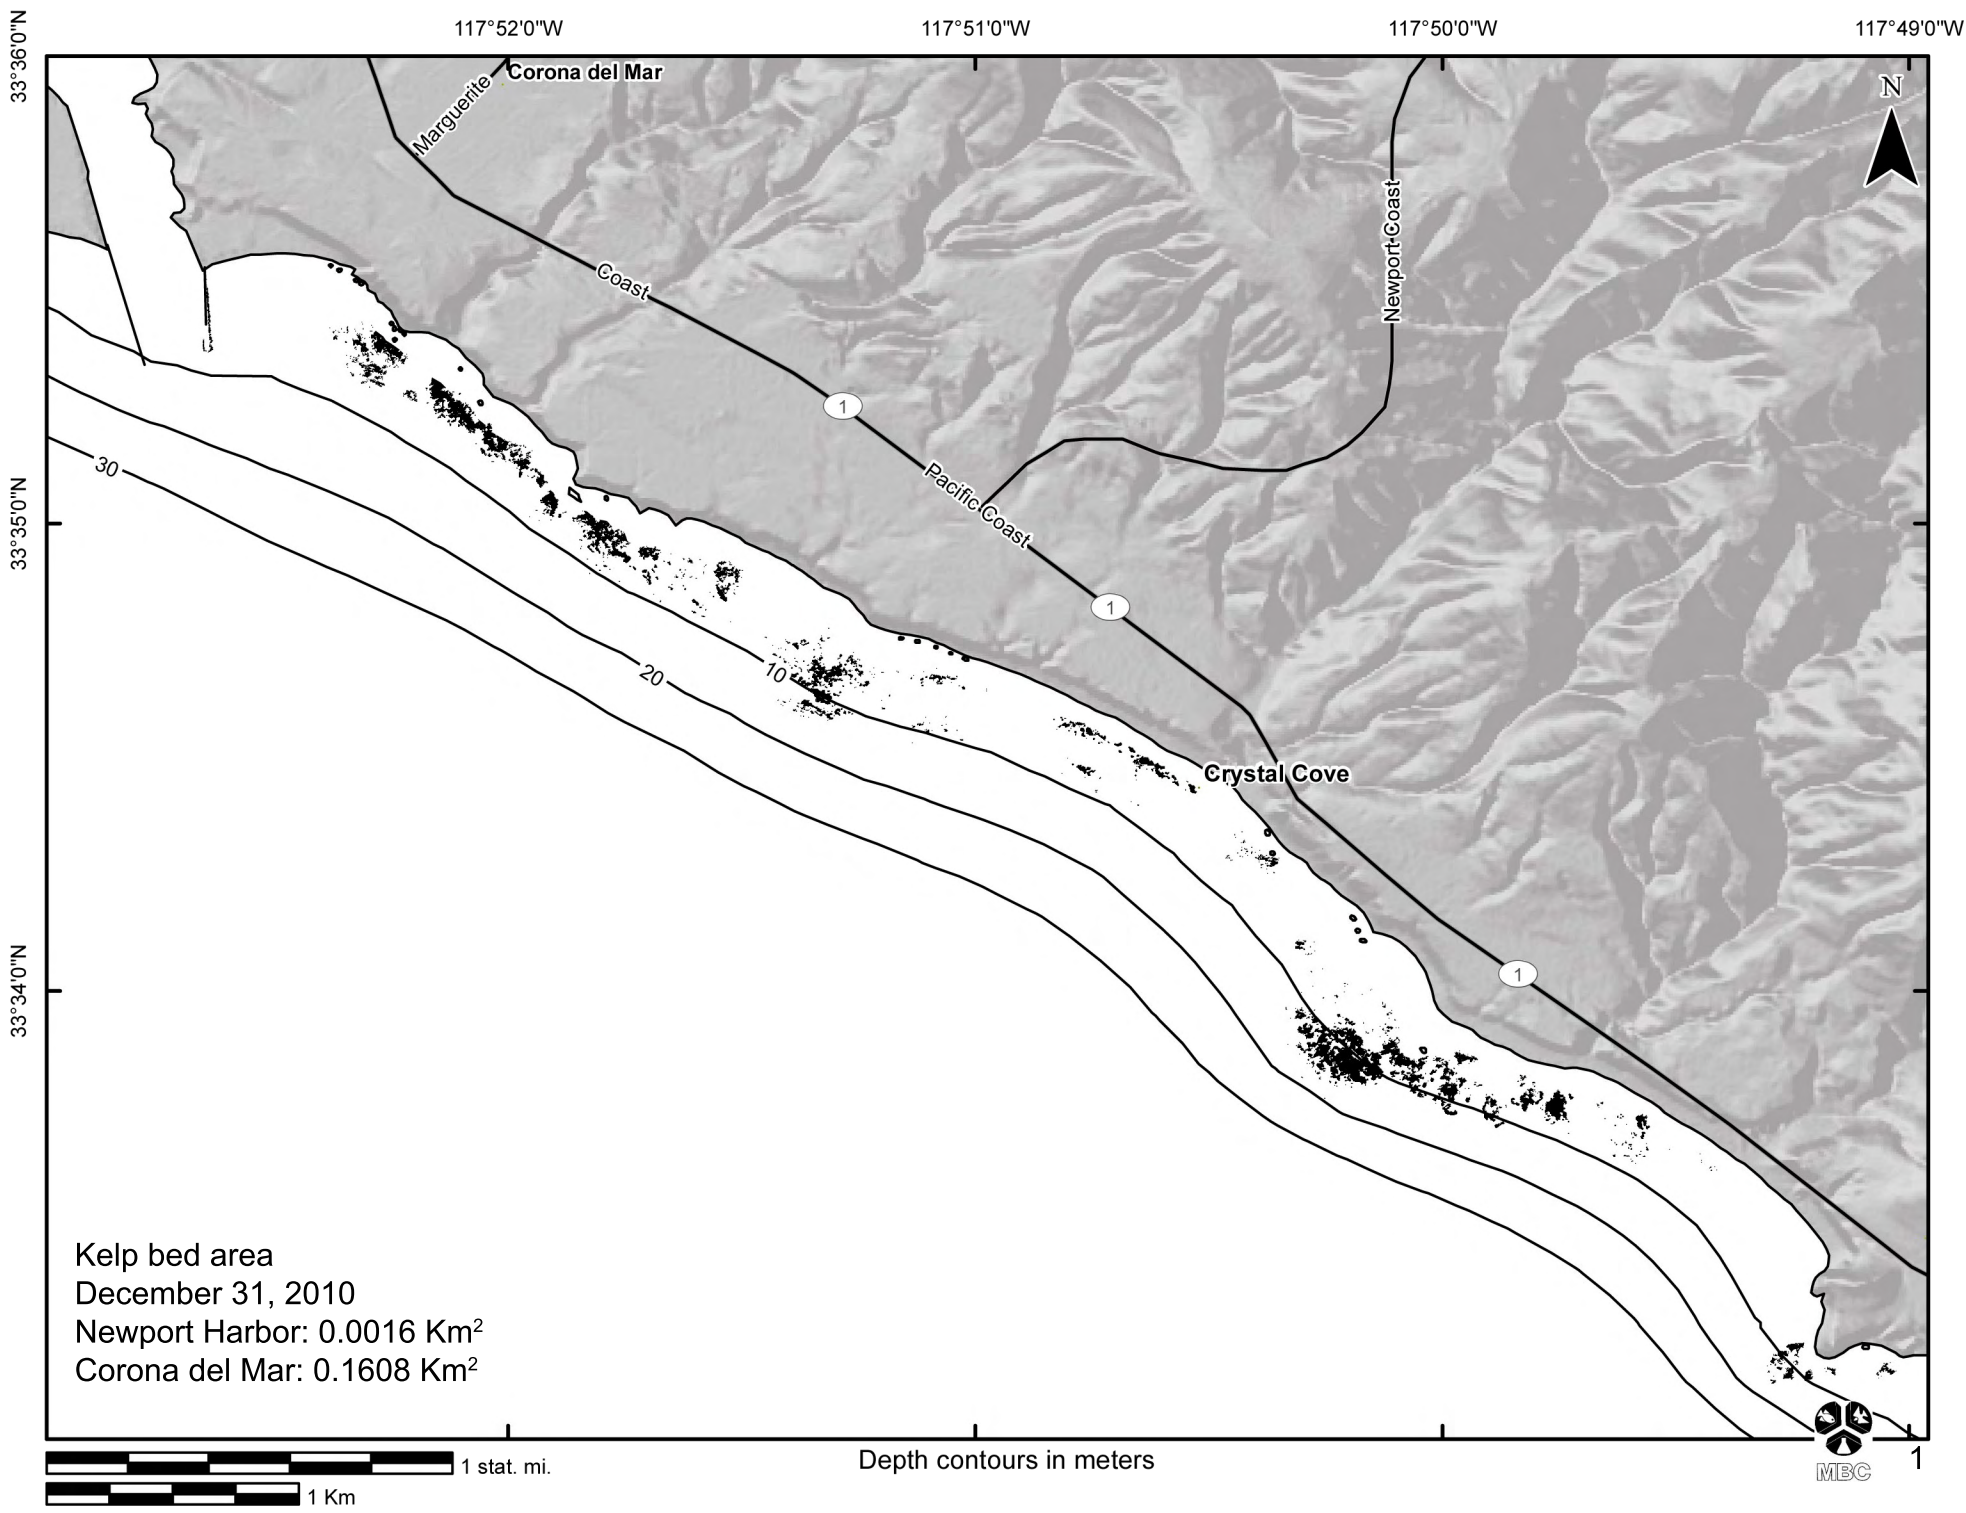 117°52'0"W
117°51'0"W
117°50'0"W
117°49'0"W
33°36'0"N
Corona del Mar
N
Marguerite
Newport Coast
Coast
1
30
Pacific Coast
33°35'0"N
1
20
10
Crystal Cove
1
33°34'0"N
Kelp bed area
December 31, 2010
Newport Harbor: 0.0016 Km²
Corona del Mar: 0.1608 Km²
1 stat. mi.
Depth contours in meters
1
MBC
1 Km